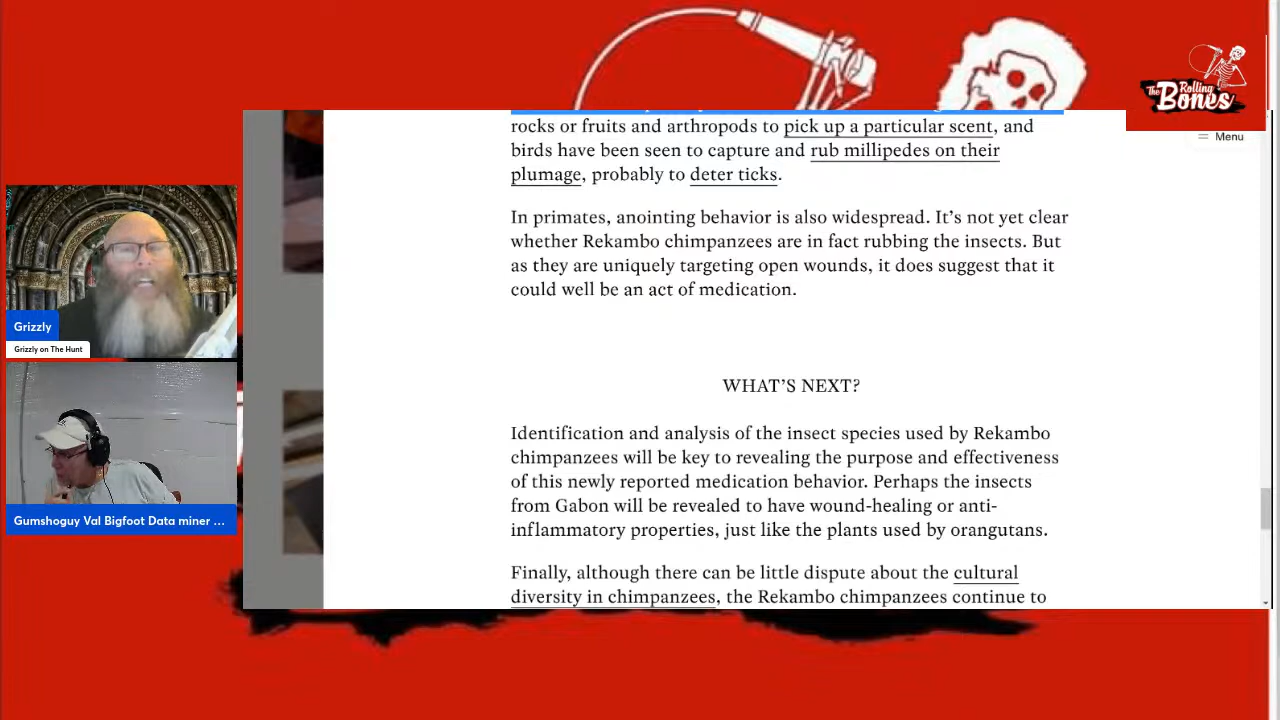 The Rolling
Bones
Menu
rocks or fruits and arthropods to pick up a particular scent, and
birds have been seen to capture and rub millipedes on their
plumage, probably to deter ticks.
In primates, anointing behavior is also widespread. It’s not yet clear
whether Rekambo chimpanzees are in fact rubbing the insects. But
as they are uniquely targeting open wounds, it does suggest that it
could well be an act of medication.
WHAT’S NEXT?
Identification and analysis of the insect species used by Rekambo
chimpanzees will be key to revealing the purpose and effectiveness
of this newly reported medication behavior. Perhaps the insects
from Gabon will be revealed to have wound-healing or anti-
inflammatory properties, just like the plants used by orangutans.
Finally, although there can be little dispute about the cultural
diversity in chimpanzees, the Rekambo chimpanzees continue to
Grizzly
Grizzly on The Hunt
Gumshoguy Val Bigfoot Data miner ...